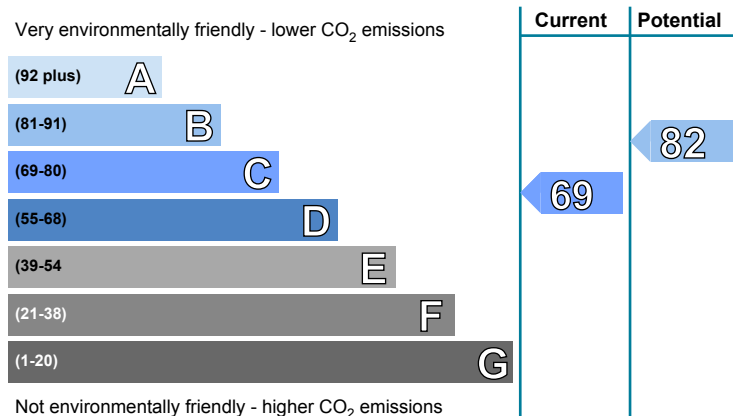 Current Potential
Very environmentally friendly - lower CO2 emissions
(92 plus) A
(81-91) B
82
(69-80) C
69
(55-68) D
(39-54 E
(21-38) F
(1-20) G
Not environmentally friendly - higher CO2 emissions